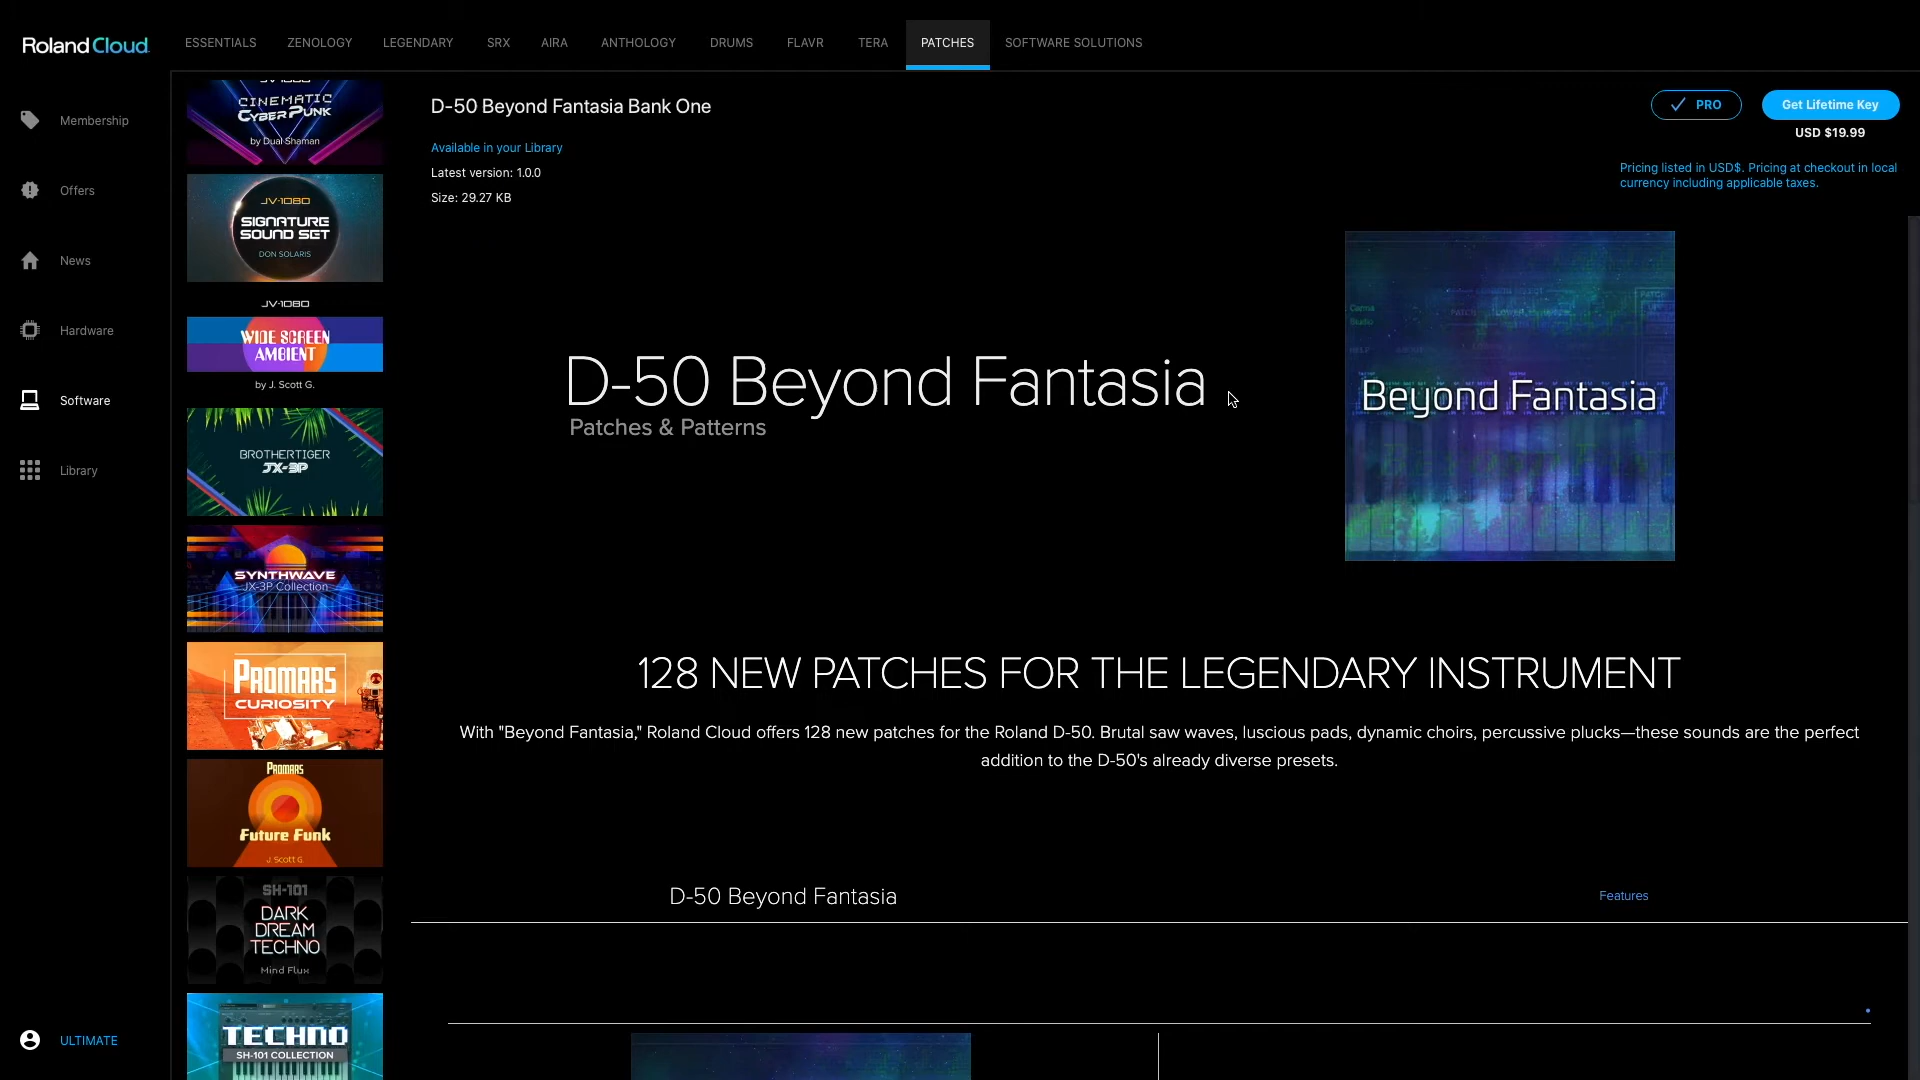 Roland Cloud
ESSENTIALS
ZENOLOGY
LEGENDARY
SRX
AIRA
ANTHOLOGY
DRUMS
FLAVR
TERA
PATCHES
SOFTWARE SOLUTIONS
Membership
Offers
News
Hardware
Software
Library
ULTIMATE
JV-1080
CINEMATIC
CYBERPUNK
by Dual Shaman
JV-1080
SIGNATURE
SOUND SET
DON SOLARIS
JV-1080
WIDE SCREEN
AMBIENT
by J. Scott G.
BROTHERTIGER
JX-3P
SYNTHWAVE
JX-3P Collection
PROMARS
CURIOSITY
PROMARS
Future Funk
J. Scott G.
SH-101
DARK
DREAM
TECHNO
Mind Flux
TECHNO
SH-101 COLLECTION
D-50 Beyond Fantasia Bank One
Available in your Library
Latest version: 1.0.0
Size: 29.27 KB
PRO
Get Lifetime Key
USD $19.99
Pricing listed in USD$. Pricing at checkout in local
currency including applicable taxes.
D-50 Beyond Fantasia
Patches & Patterns
Beyond Fantasia
128 NEW PATCHES FOR THE LEGENDARY INSTRUMENT
With "Beyond Fantasia," Roland Cloud offers 128 new patches for the Roland D-50. Brutal saw waves, luscious pads, dynamic choirs, percussive plucks—these sounds are the perfect
addition to the D-50's already diverse presets.
D-50 Beyond Fantasia
Features